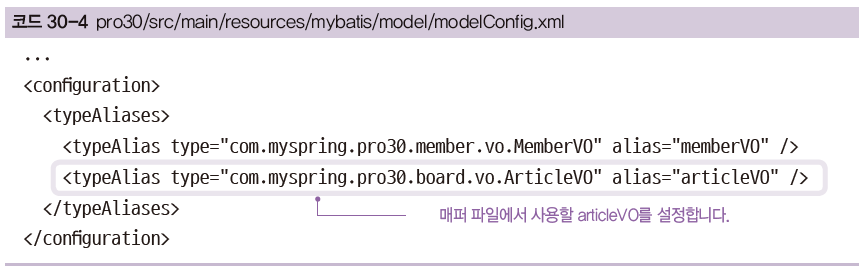 코드 30-4 pro30/src/main/resources/mybatis/model/modelConfig.xml
...
<configuration>
<typeAliases>
<typeAlias type="com.myspring.pro30.member.vo.MemberVO" alias="memberVO" />
<typeAlias type="com.myspring.pro30.board.vo.ArticleVO" alias="articleVO" />
</typeAliases>
매퍼 파일에서 사용할 articleVO를 설정합니다.
</configuration>